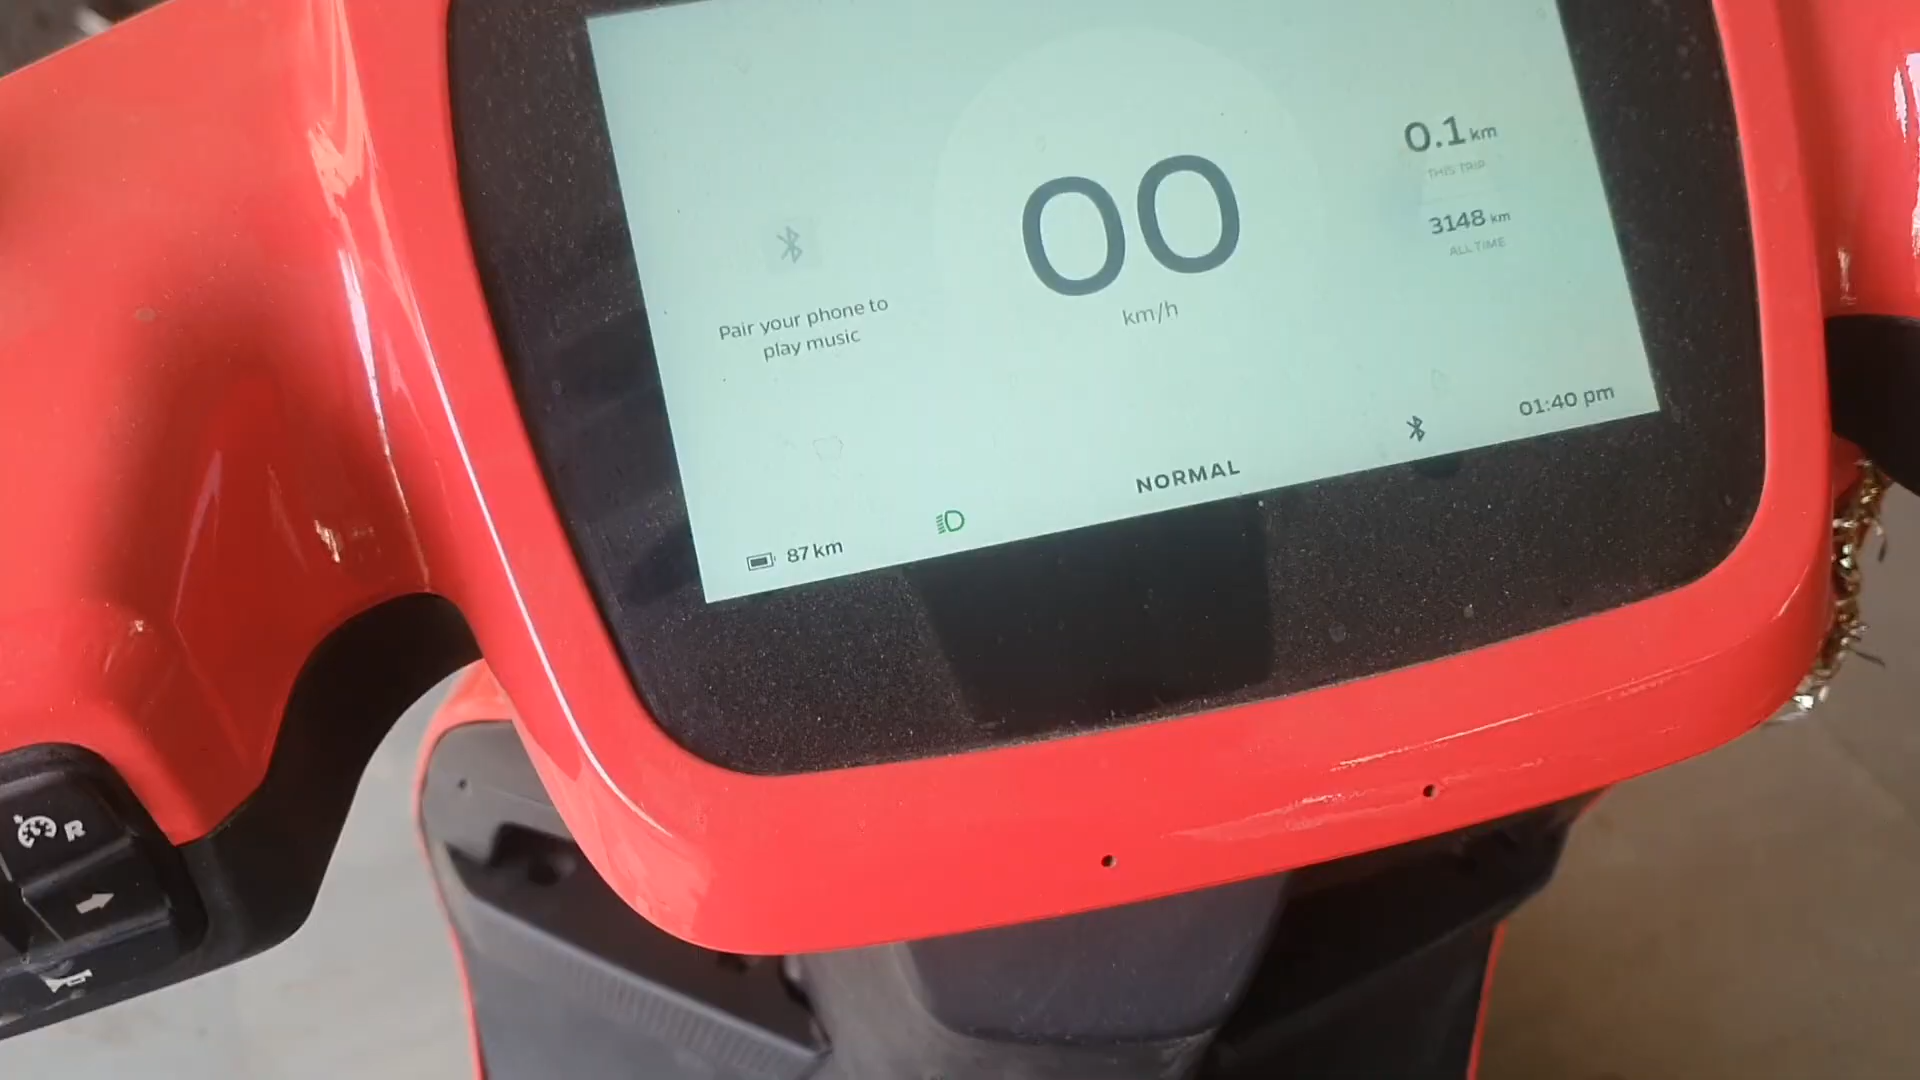 00
km/h
0.1 km
THIS TRIP
3148 km
ALL TIME
Pair your phone to
play music
01:40 pm
NORMAL
87 km
R